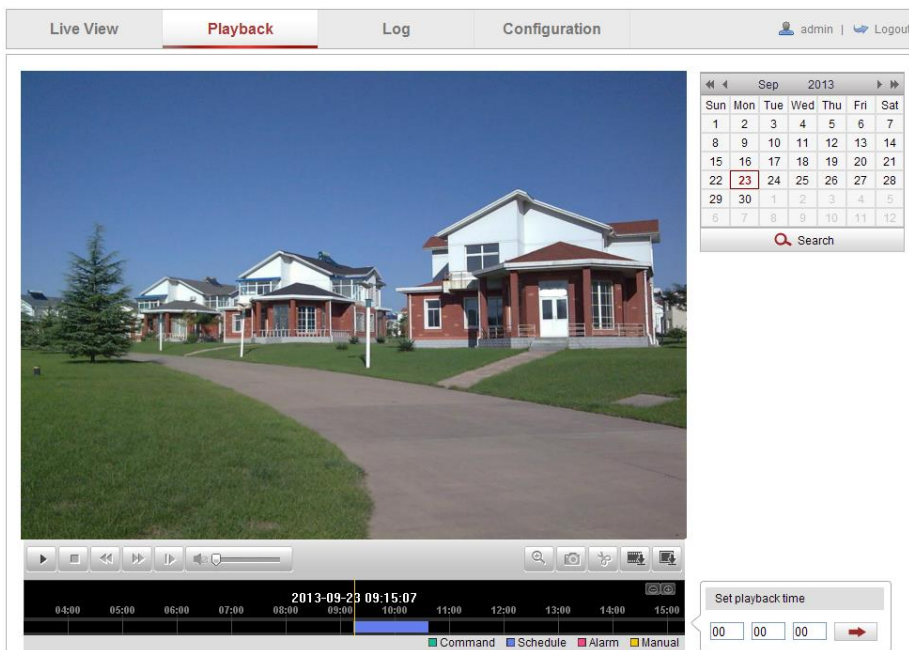 Live View Playback Log Configuration admin | Logout
Sep 2013
Sun Mon Tue Wed Thu Fri Sat
1 2 3 4 5 6 7
8 9 10 11 12 13 14
15 16 17 18 19 20 21
22 23 24 25 26 27 28
29 30 1 2 3 4 5
6 7 8 9 10 11 12
Search
2013-09-23 09:15:07
04:00 05:00 06:00 07:00 08:00 09:00 10:00 11:00 12:00 13:00 14:00 15:00
Command Schedule Alarm Manual
Set playback time
00 00 00